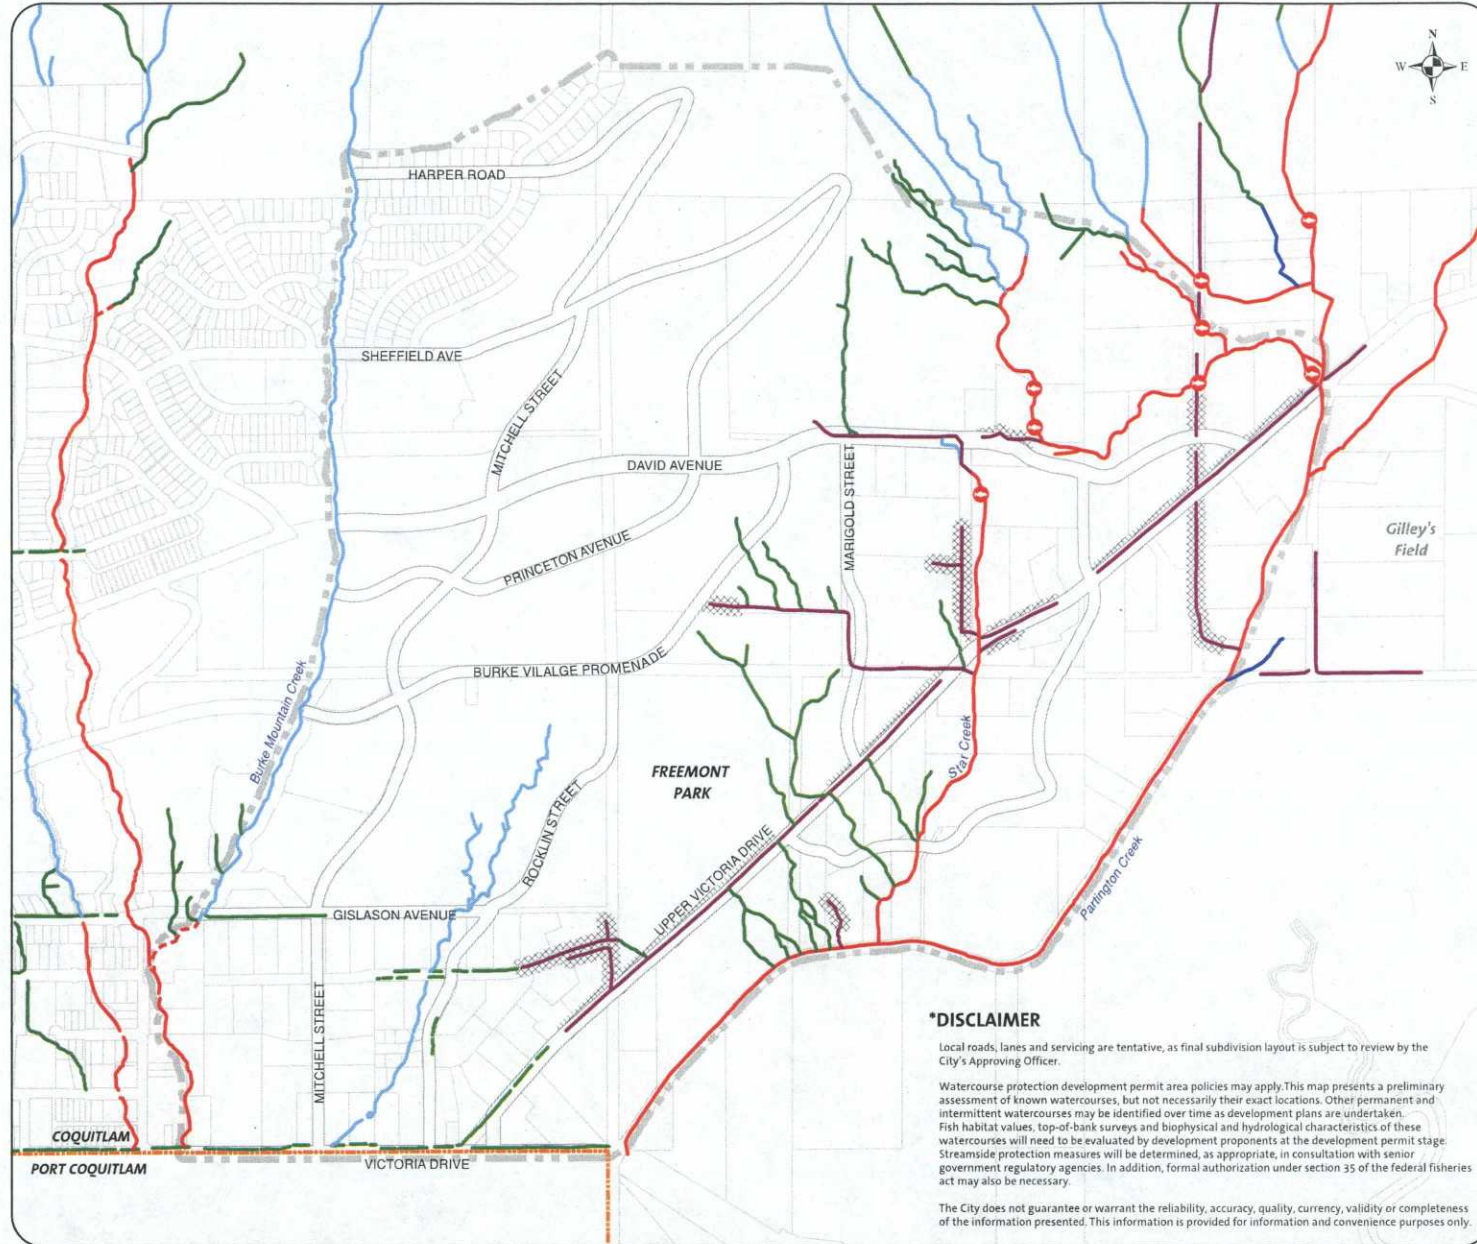 N
W E
S
HARPER ROAD
SHEFFIELD AVE
MITCHELL STREET
DAVID AVENUE
MARIGOLD STREET
Gilley's
Field
PRINCETON AVENUE
BURKE VILALGE PROMENADE
Burke Mountain Creek
Star Creek
FREEMONT
PARK
ROCKLIN STREET
UPPER VICTORIA DRIVE
Partington Creek
GISLASON AVENUE
MITCHELL STREET
COQUITLAM
PORT COQUITLAM
VICTORIA DRIVE
*DISCLAIMER
Local roads, lanes and servicing are tentative, as final subdivision layout is subject to review by the
City's Approving Officer.
Watercourse protection development permit area policies may apply.This map presents a preliminary
assessment of known watercourses, but not necessarily their exact locations. Other permanent and
intermittent watercourses may be identified over time as development plans are undertaken.
Fish habitat values, top-of-bank surveys and biophysical and hydrological characteristics of these
watercourses will need to be evaluated by development proponents at the development permit stage.
Streamside protection measures will be determined, as appropriate, in consultation with senior
government regulatory agencies. In addition, formal authorization under section 35 of the federal fisheries
act may also be necessary.
The City does not guarantee or warrant the reliability, accuracy, quality, currency, validity or completeness
of the information presented. This information is provided for information and convenience purposes only.